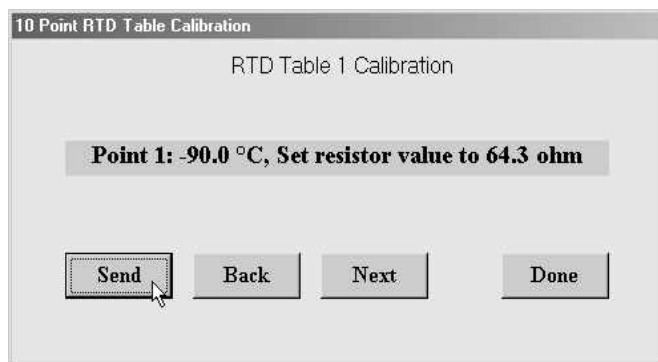 10 Point RTD Table Calibration
RTD Table 1 Calibration
Point 1: -90.0 °C, Set resistor value to 64.3 ohm
Send Back Next Done